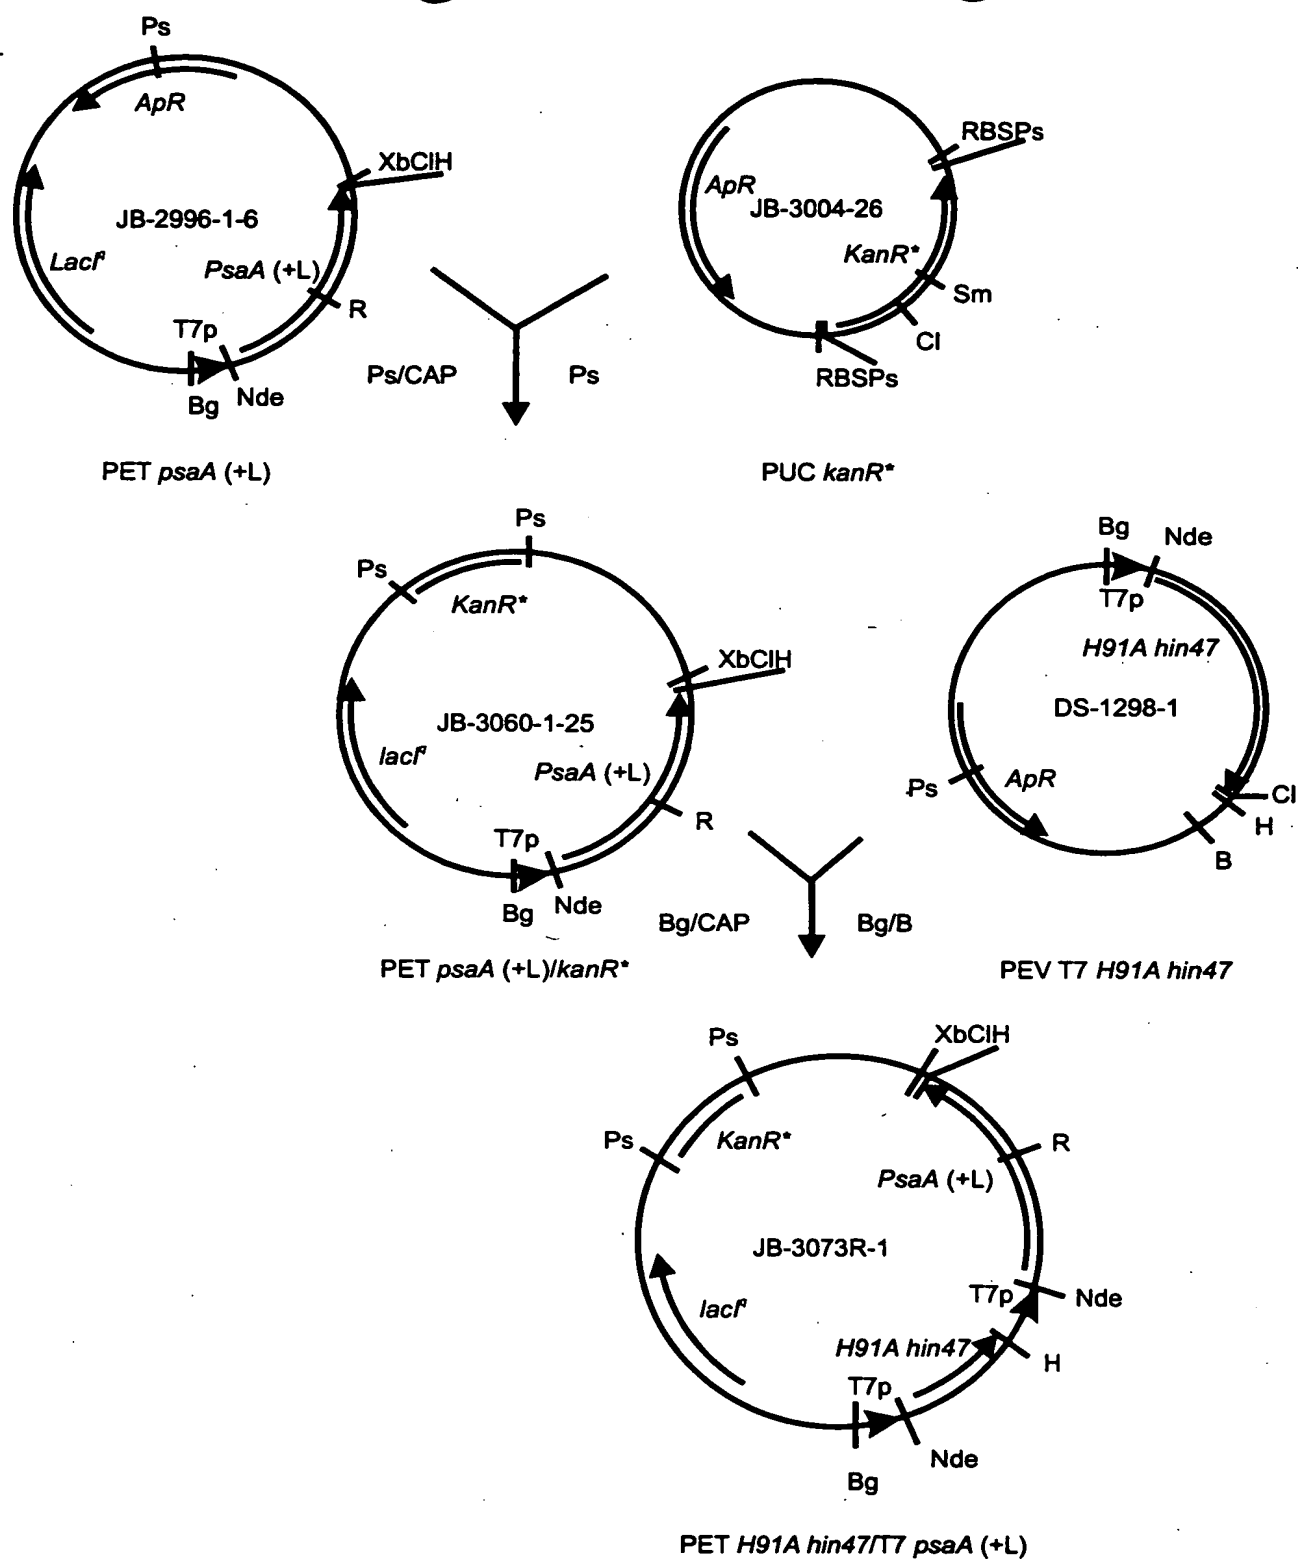 Ps
ApR
XbClH
JB-2996-1-6
LacIq
PsaA (+L)
R
T7p
Bg
Nde
PET psaA (+L)
RBSPs
ApR
JB-3004-26
KanR*
Sm
Cl
RBSPs
PUC kanR*
Ps/CAP
Ps
Ps
Ps
KanR*
XbClH
JB-3060-1-25
lacIq
PsaA (+L)
R
T7p
Bg
Nde
PET psaA (+L)/kanR*
Bg
Nde
T7p
H91A hin47
DS-1298-1
Ps
ApR
Cl
H
B
PEV T7 H91A hin47
Bg/CAP
Bg/B
Ps
XbClH
Ps
KanR*
R
PsaA (+L)
JB-3073R-1
T7p
Nde
lacIq
H91A hin47
H
T7p
Nde
Bg
PET H91A hin47/T7 psaA (+L)